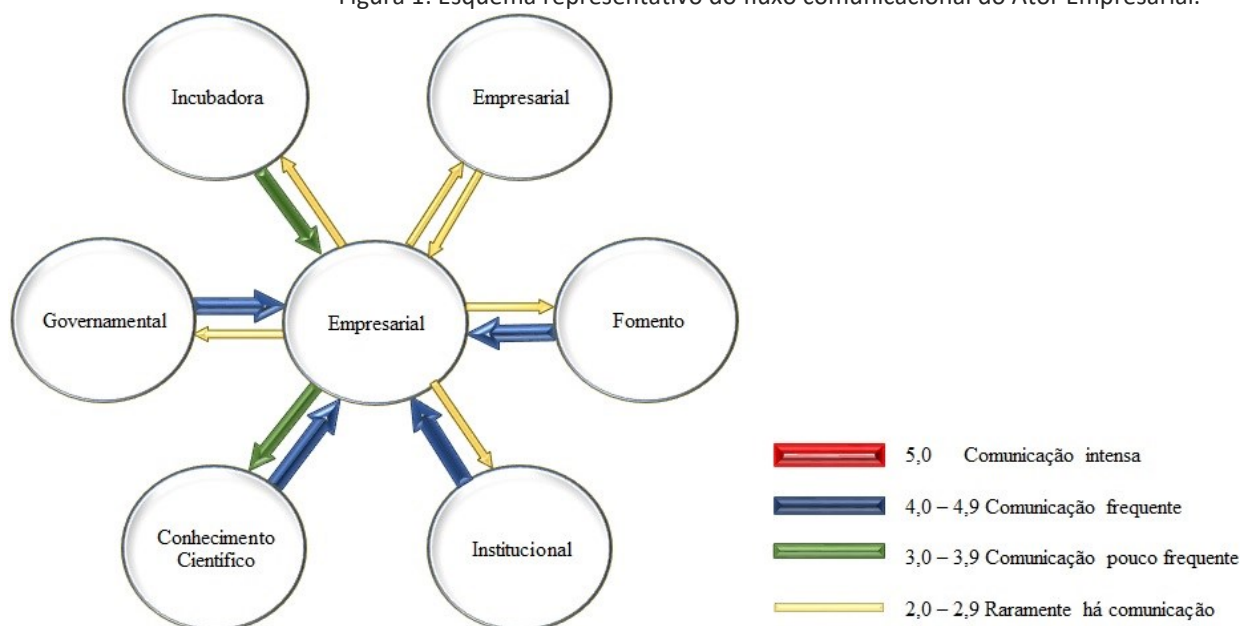 Figura 1: Esquema representativo do fluxo comunicacional do Ator Empresarial.
Incubadora
Empresarial
Governamental
Empresarial
Fomento
Conhecimento
Científico
Institucional
5,0 Comunicação intensa
4,0 – 4,9 Comunicação frequente
3,0 – 3,9 Comunicação pouco frequente
2,0 – 2,9 Raramente há comunicação